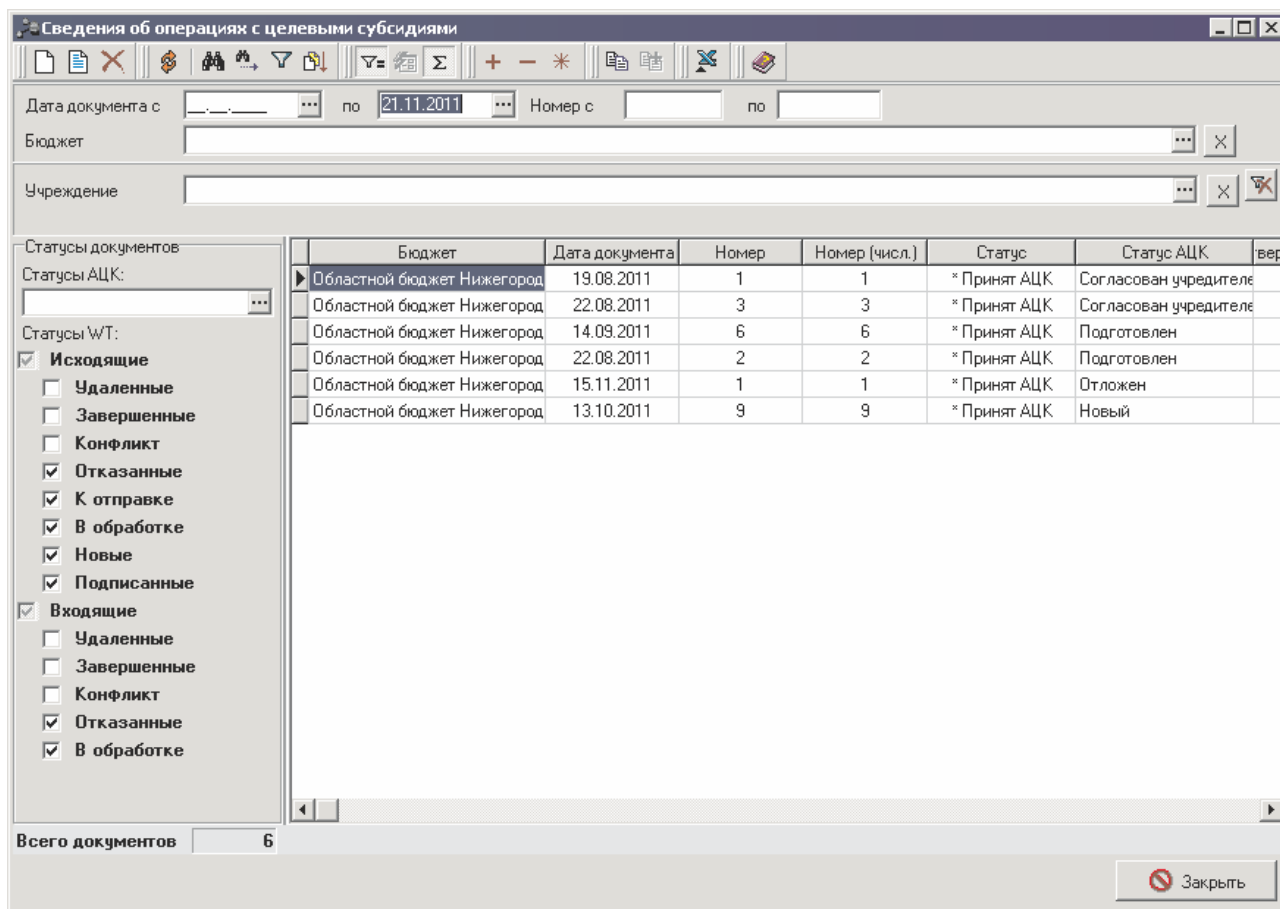 Сведения об операциях с целевыми субсидиями
Дата документа с __.__.____ по 21.11.2011 Номер с по
Бюджет
Учреждение
Статусы документов
Статусы АЦК:
Статусы WT:
Исходящие
Удаленные
Завершенные
Конфликт
Отказанные
К отправке
В обработке
Новые
Подписанные
Входящие
Удаленные
Завершенные
Конфликт
Отказанные
В обработке
Бюджет Дата документа Номер Номер (числ.) Статус Статус АЦК твер
Областной бюджет Нижегород 19.08.2011 1 1 * Принят АЦК Согласован учредителе
Областной бюджет Нижегород 22.08.2011 3 3 * Принят АЦК Согласован учредителе
Областной бюджет Нижегород 14.09.2011 6 6 * Принят АЦК Подготовлен
Областной бюджет Нижегород 22.08.2011 2 2 * Принят АЦК Подготовлен
Областной бюджет Нижегород 15.11.2011 1 1 * Принят АЦК Отложен
Областной бюджет Нижегород 13.10.2011 9 9 * Принят АЦК Новый
Всего документов 6
Закрыть